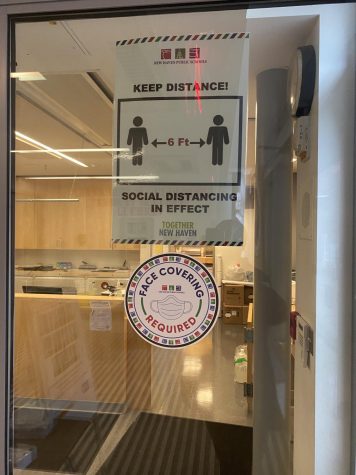 NEW HAVEN PUBLIC SCHOOLS
KEEP DISTANCE!
6 Ft
SOCIAL DISTANCING
IN EFFECT
TOGETHER
NEW HAVEN
FACE COVERING
REQUIRED